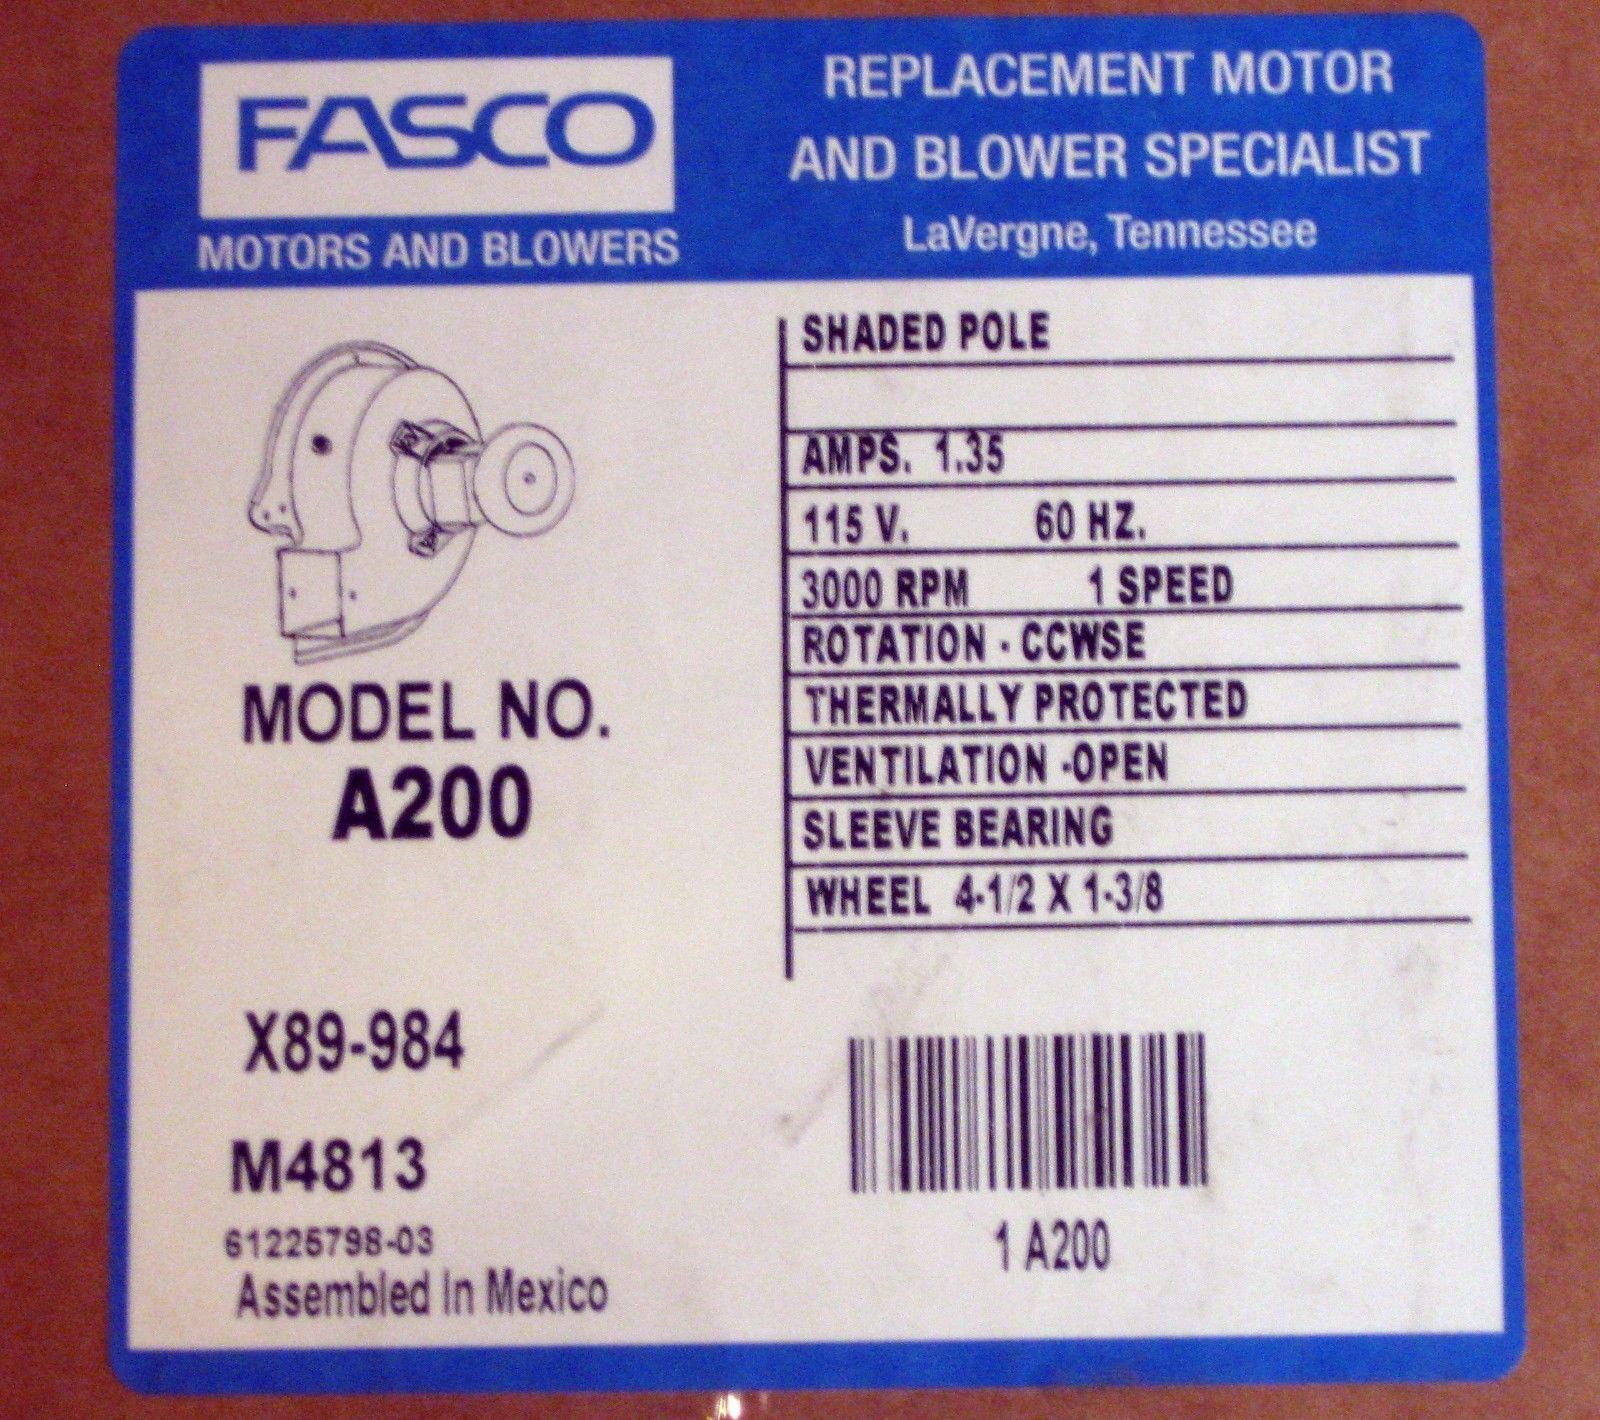 FASCO
MOTORS AND BLOWERS
REPLACEMENT MOTOR
AND BLOWER SPECIALIST
LaVergne, Tennessee
MODEL NO.
A200
X89-984
M4813
61225798-03
Assembled In Mexico
SHADED POLE
AMPS. 1.35
115 V. 60 HZ.
3000 RPM 1 SPEED
ROTATION - CCWSE
THERMALLY PROTECTED
VENTILATION -OPEN
SLEEVE BEARING
WHEEL 4-1/2 X 1-3/8
1 A200